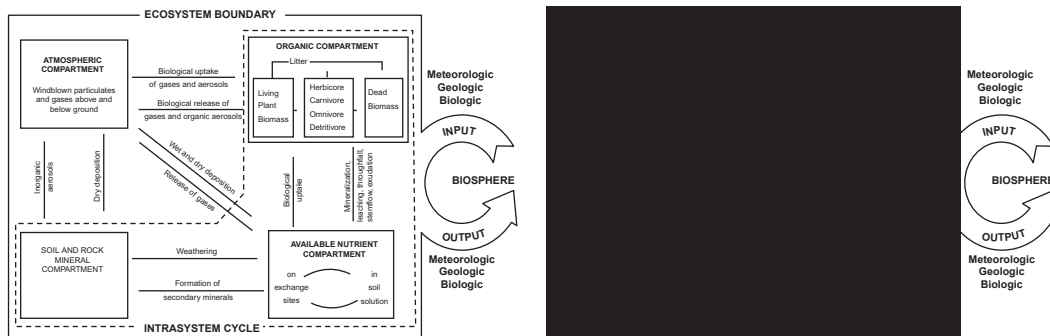 ECOSYSTEM BOUNDARY
ATMOSPHERIC
COMPARTMENT
Windblown particulates
and gases above and
below ground
Biological uptake
of gases and aerosols
Biological release of
gases and organic aerosols
ORGANIC COMPARTMENT
Litter
Living
Plant
Biomass
Herbicore
Carnivore
Omnivore
Detritivore
Dead
Biomass
Inorganic
aerosols
Dry deposition
Wet and dry deposition
Release of gases
Biological
uptake
Mineralization,
leaching, throughfall,
stemflow, exudation
SOIL AND ROCK
MINERAL
COMPARTMENT
Weathering
Formation of
secondary minerals
AVAILABLE NUTRIENT
COMPARTMENT
on
exchange
sites
in
soil
solution
INTRASYSTEM CYCLE
Meteorologic
Geologic
Biologic
INPUT
BIOSPHERE
OUTPUT
Meteorologic
Geologic
Biologic
Meteorologic
Geologic
Biologic
INPUT
BIOSPHERE
OUTPUT
Meteorologic
Geologic
Biologic